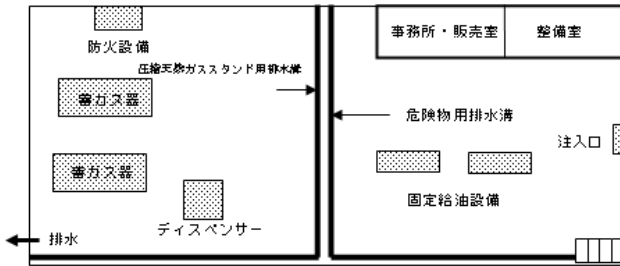 防火設備
圧縮天然ガススタンド用排水溝
蓄ガス器
蓄ガス器
ディスペンサー
排水
事務所・販売室
整備室
危険物用排水溝
注入口
固定給油設備